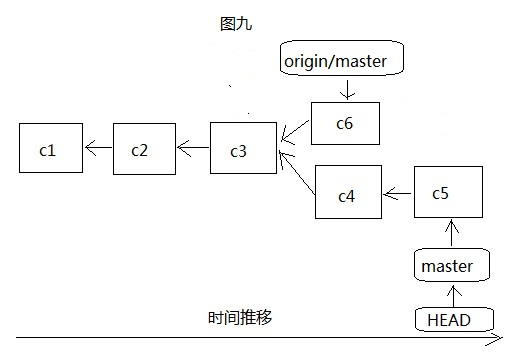 图九
origin/master
c6
c1
c2
c3
c4
c5
master
HEAD
时间推移